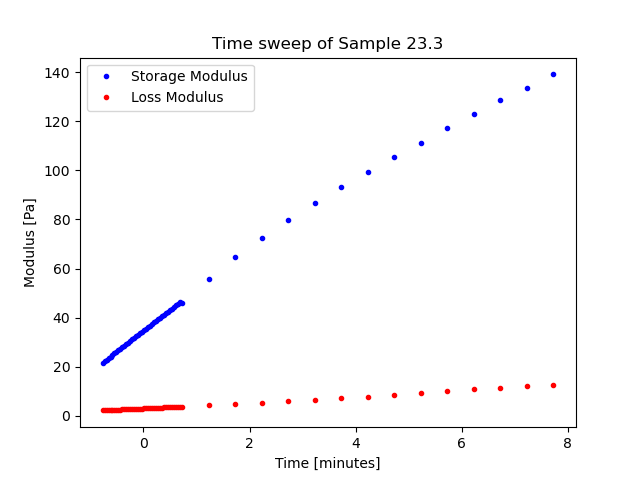 Time sweep of Sample 23.3
Storage Modulus
Loss Modulus
140
120
100
80
60
40
20
0
Modulus [Pa]
0 2 4 6 8
Time [minutes]